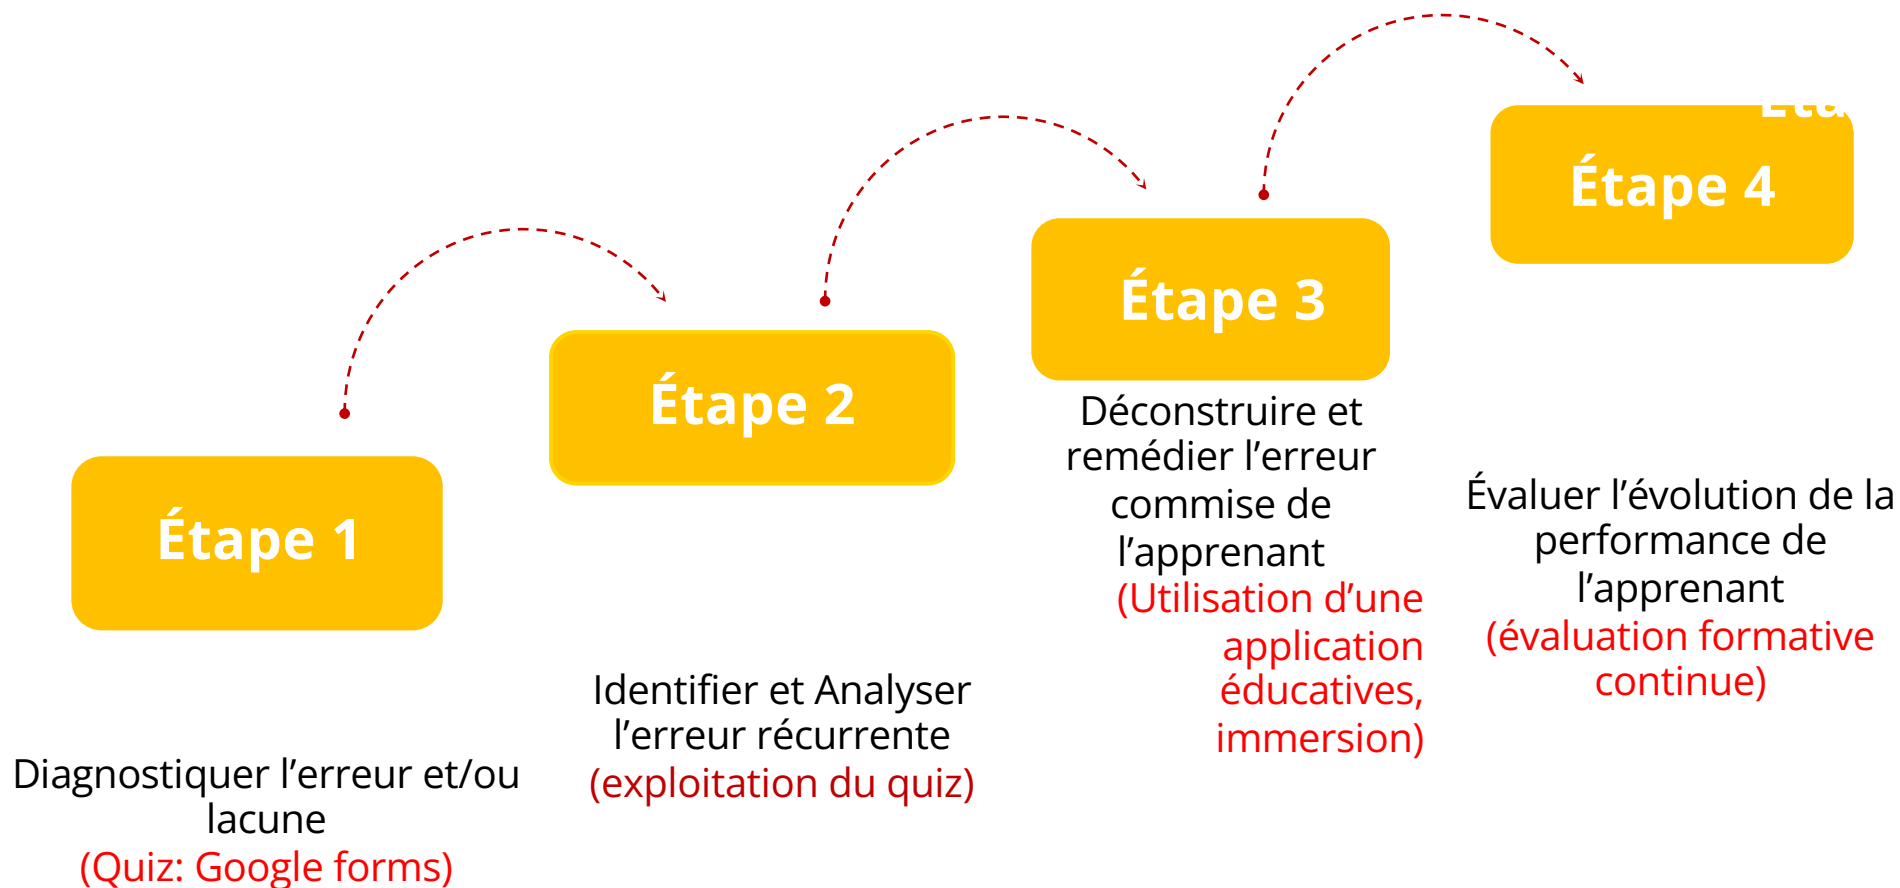 Étape 1
Diagnostiquer l’erreur et/ou
lacune
(Quiz: Google forms)
Étape 2
Identifier et Analyser
l’erreur récurrente
(exploitation du quiz)
Étape 3
Déconstruire et
remédier l’erreur
commise de
l’apprenant
(Utilisation d’une
application
éducatives,
immersion)
Étape 4
Évaluer l’évolution de la
performance de
l’apprenant
(évaluation formative
continue)